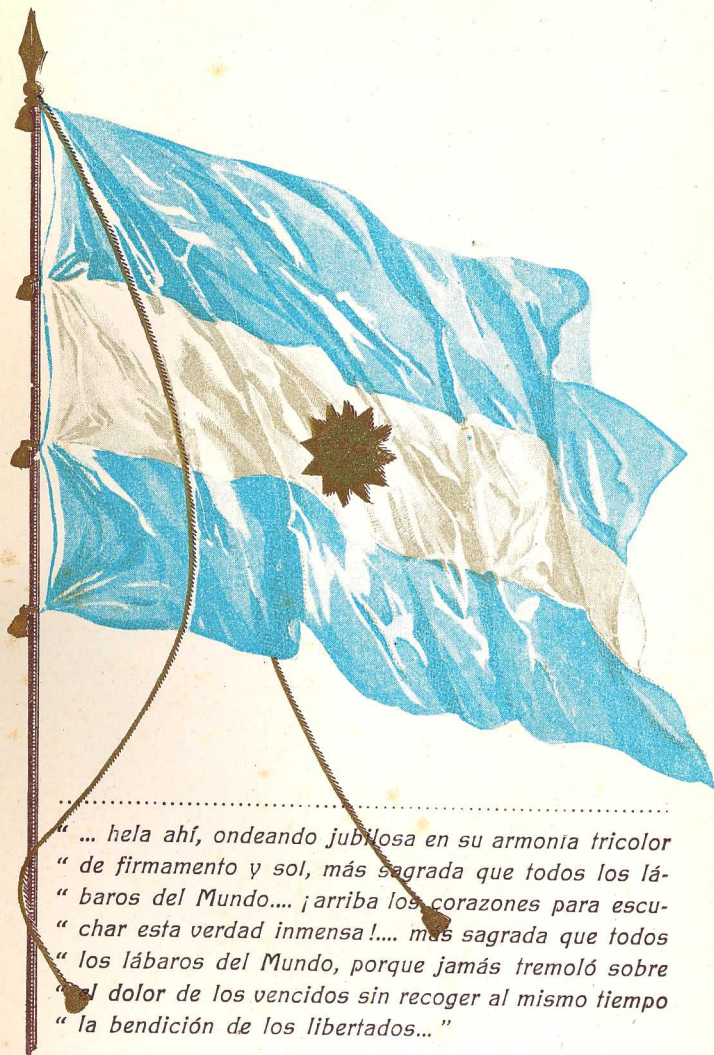 “ ... hela ahí, ondeando jubilosa en su armonía tricolor
“ de firmamento y sol, más sagrada que todos los lá-
“ baros del Mundo.... ¡arriba los corazones para escu-
“ char esta verdad inmensa!.... más sagrada que todos
“ los lábaros del Mundo, porque jamás tremoló sobre
“ el dolor de los vencidos sin recoger al mismo tiempo
“ la bendición de los libertados... ”